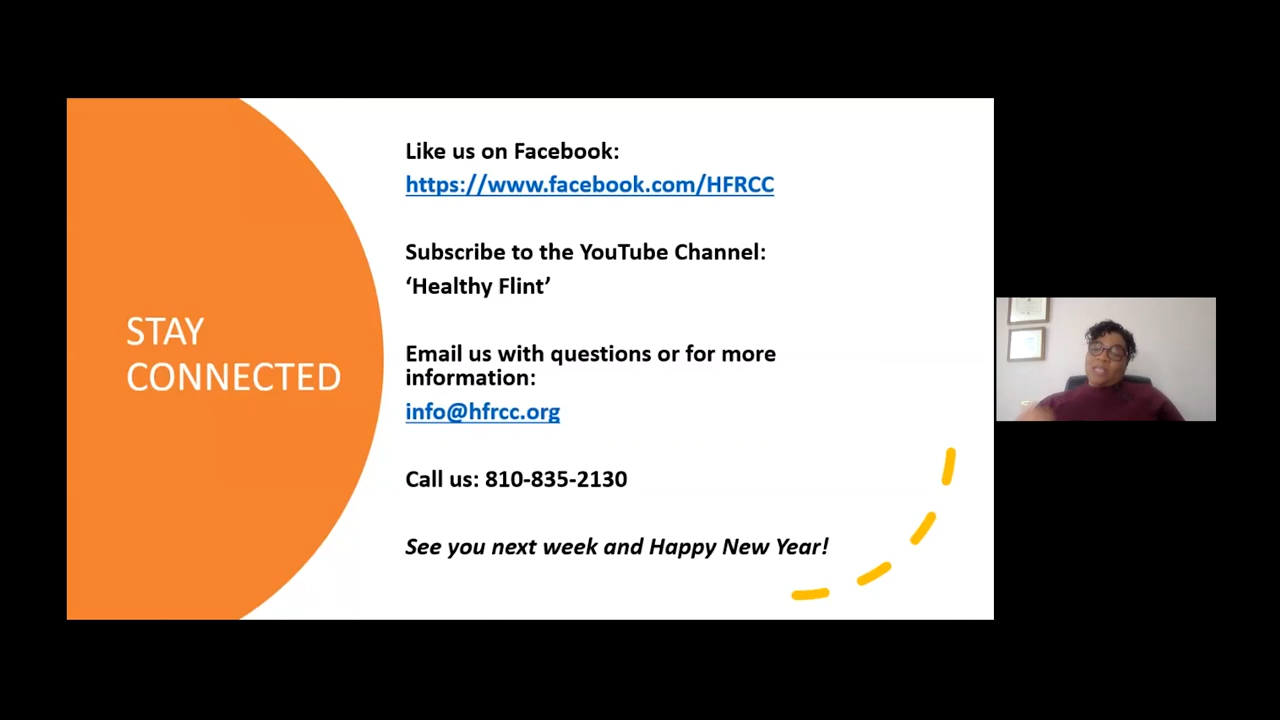 STAY
CONNECTED
Like us on Facebook:
https://www.facebook.com/HFRCC
Subscribe to the YouTube Channel:
‘Healthy Flint’
Email us with questions or for more
information:
info@hfrcc.org
Call us: 810-835-2130
See you next week and Happy New Year!